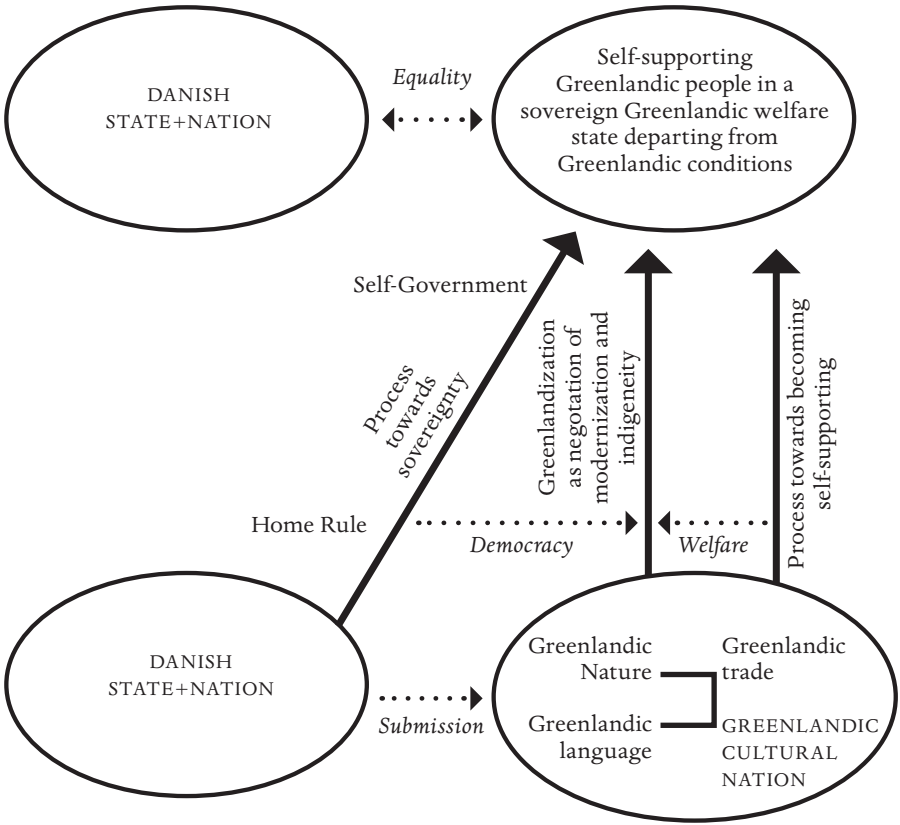 DANISH
STATE+NATION
Equality
Self-supporting
Greenlandic people in a
sovereign Greenlandic welfare
state departing from
Greenlandic conditions
Self-Government
Process
towards
sovereignty
Greenlandization
as negotation of
modernization and
indigeneity
Process towards becoming
self-supporting
Home Rule
Democracy
Welfare
DANISH
STATE+NATION
Submission
Greenlandic
Nature
Greenlandic
trade
Greenlandic
language
GREENLANDIC
CULTURAL
NATION